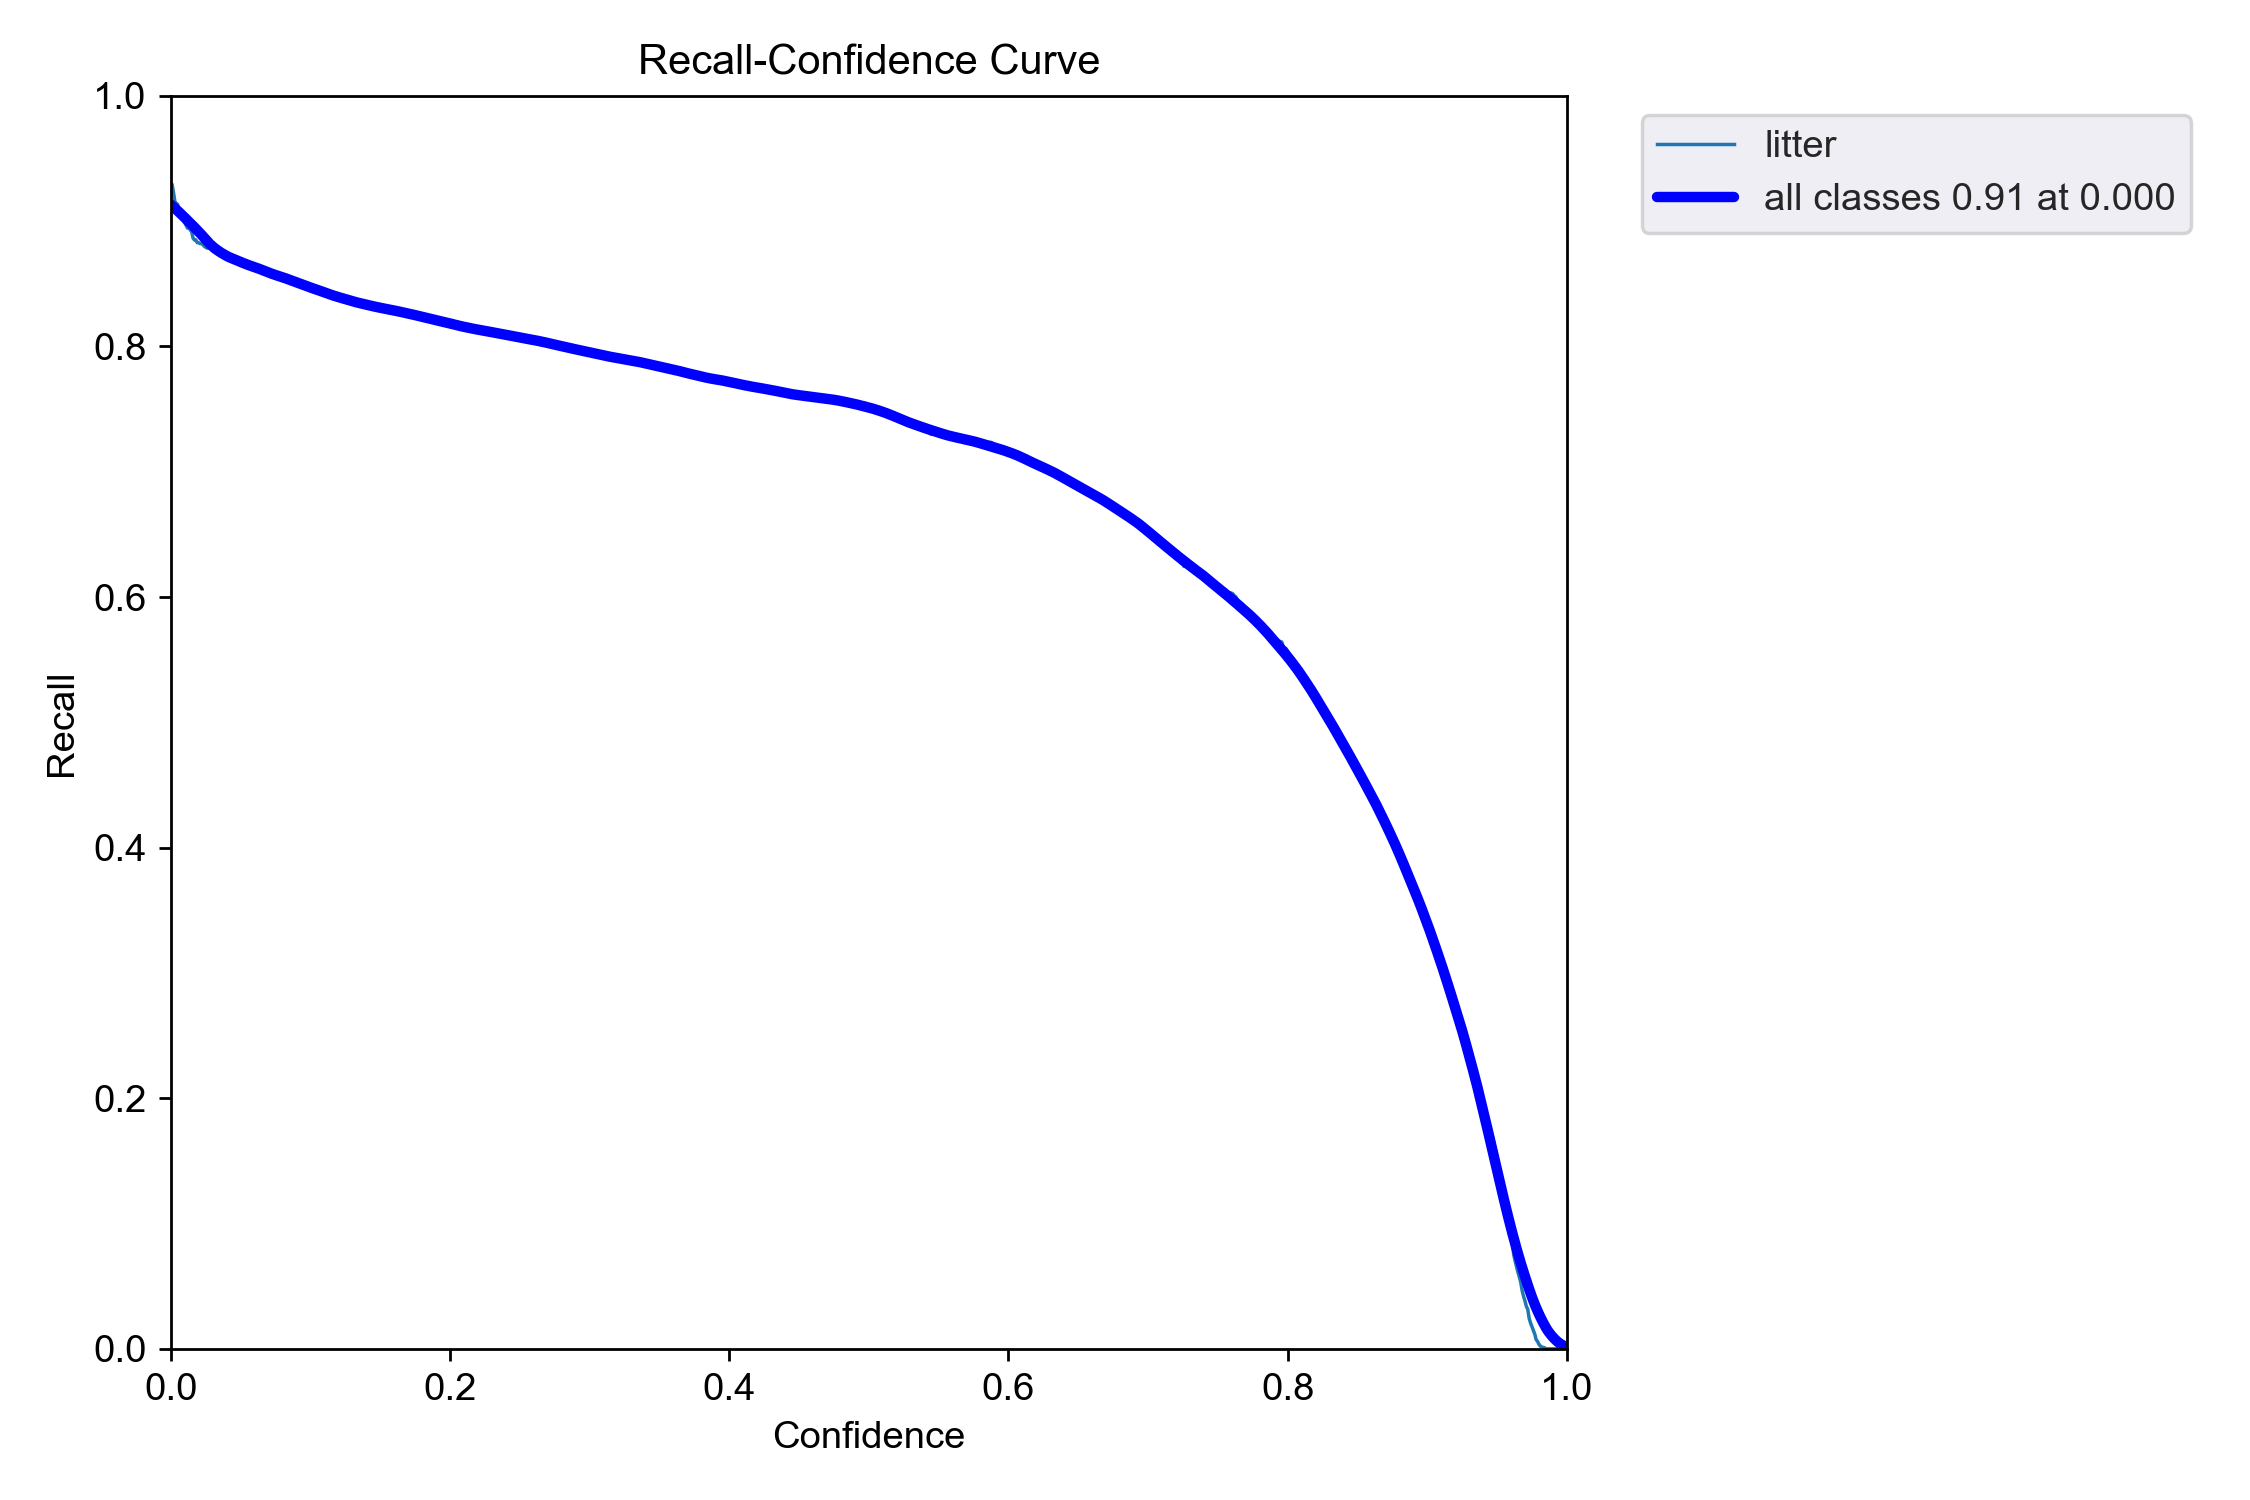 Recall-Confidence Curve
1.0
0.8
0.6
0.4
0.2
0.0
Recall
0.0 0.2 0.4 0.6 0.8 1.0
Confidence
litter
all classes 0.91 at 0.000